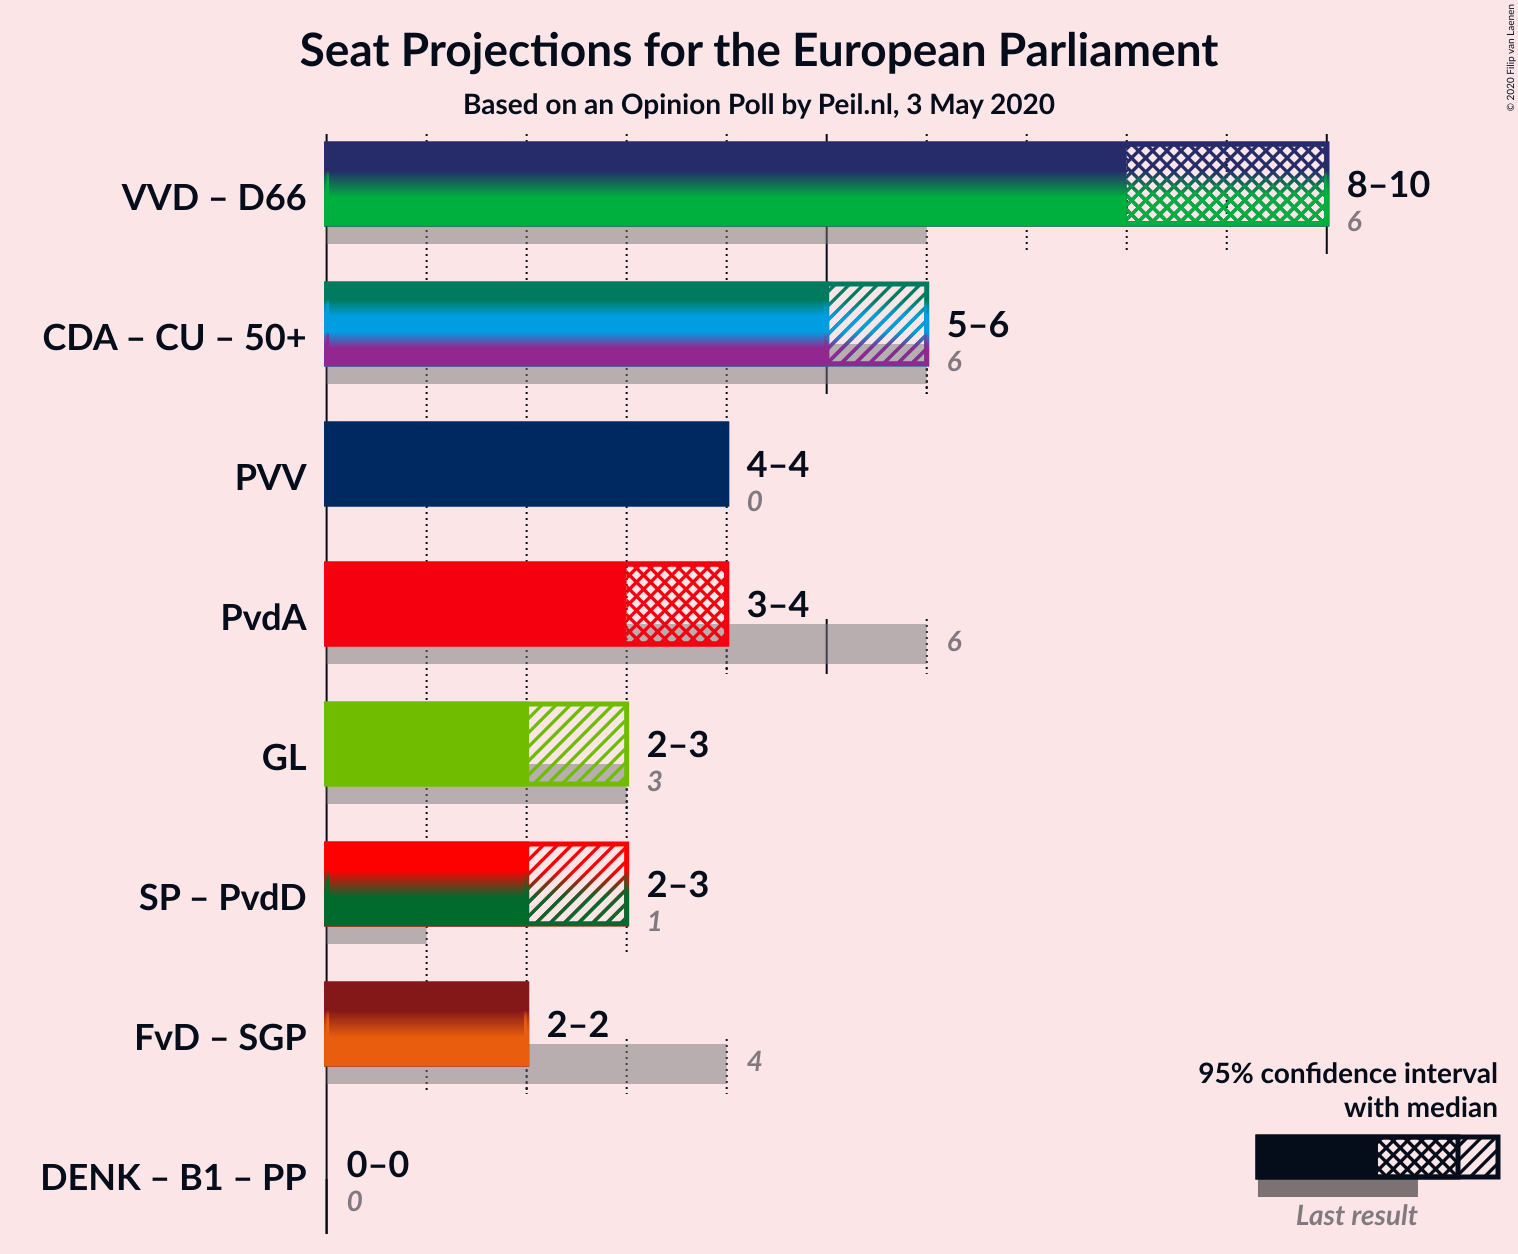 Seat Projections for the European Parliament
Based on an Opinion Poll by Peil.nl, 3 May 2020
© 2020 Filip van Laenen
VVD – D66
8–10
6
CDA – CU – 50+
5–6
6
PVV
4–4
0
PvdA
3–4
6
GL
2–3
3
SP – PvdD
2–3
1
FvD – SGP
2–2
4
DENK – B1 – PP
0–0
0
95% confidence interval
with median
Last result